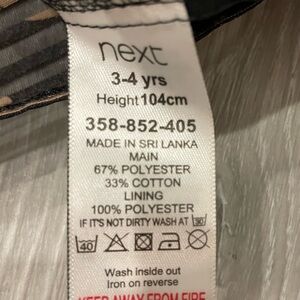 next
3-4 yrs
Height 104cm
358-852-405
MADE IN SRI LANKA
MAIN
67% POLYESTER
33% COTTON
LINING
100% POLYESTER
IF IT'S NOT DIRTY WASH AT 30
40
Wash inside out
Iron on reverse
KEEP AWAY FROM FIRE